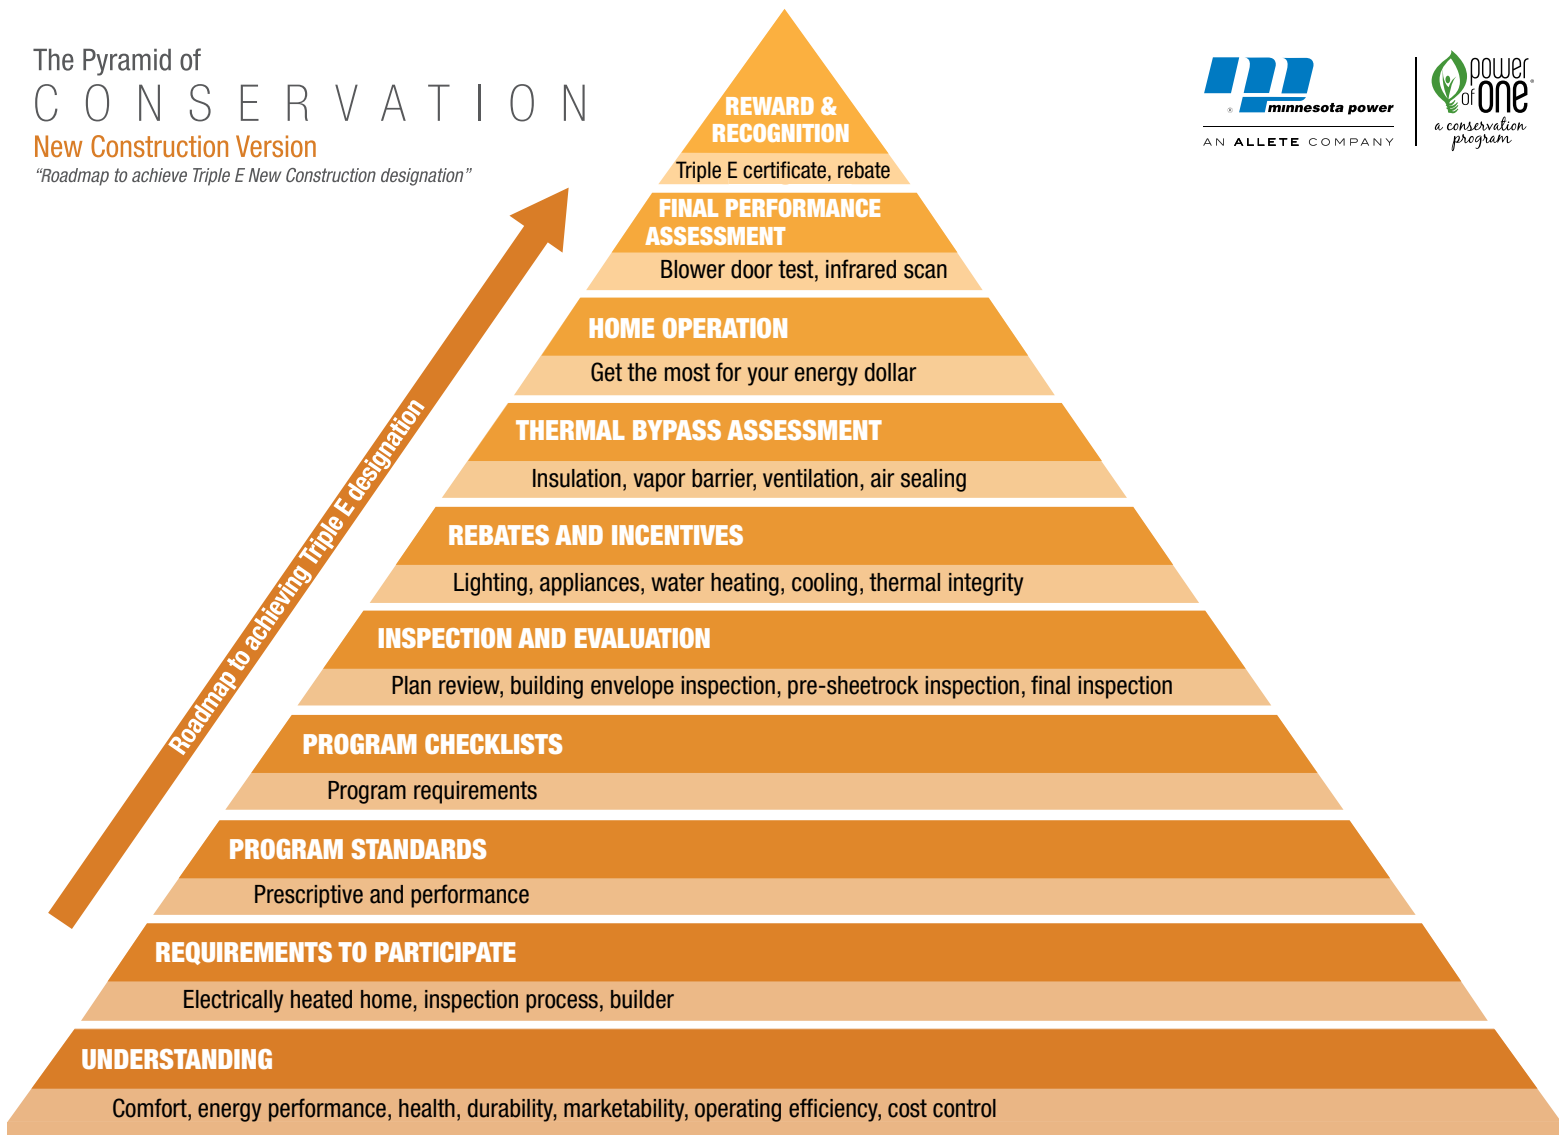 The Pyramid of
CONSERVATION
New Construction Version
“Roadmap to achieve Triple E New Construction designation”
minnesota power
®
AN ALLETE COMPANY
power
of one®
a conservation
program
Roadmap to achieving Triple E designation
REWARD &
RECOGNITION
Triple E certificate, rebate
FINAL PERFORMANCE
ASSESSMENT
Blower door test, infrared scan
HOME OPERATION
Get the most for your energy dollar
THERMAL BYPASS ASSESSMENT
Insulation, vapor barrier, ventilation, air sealing
REBATES AND INCENTIVES
Lighting, appliances, water heating, cooling, thermal integrity
INSPECTION AND EVALUATION
Plan review, building envelope inspection, pre-sheetrock inspection, final inspection
PROGRAM CHECKLISTS
Program requirements
PROGRAM STANDARDS
Prescriptive and performance
REQUIREMENTS TO PARTICIPATE
Electrically heated home, inspection process, builder
UNDERSTANDING
Comfort, energy performance, health, durability, marketability, operating efficiency, cost control